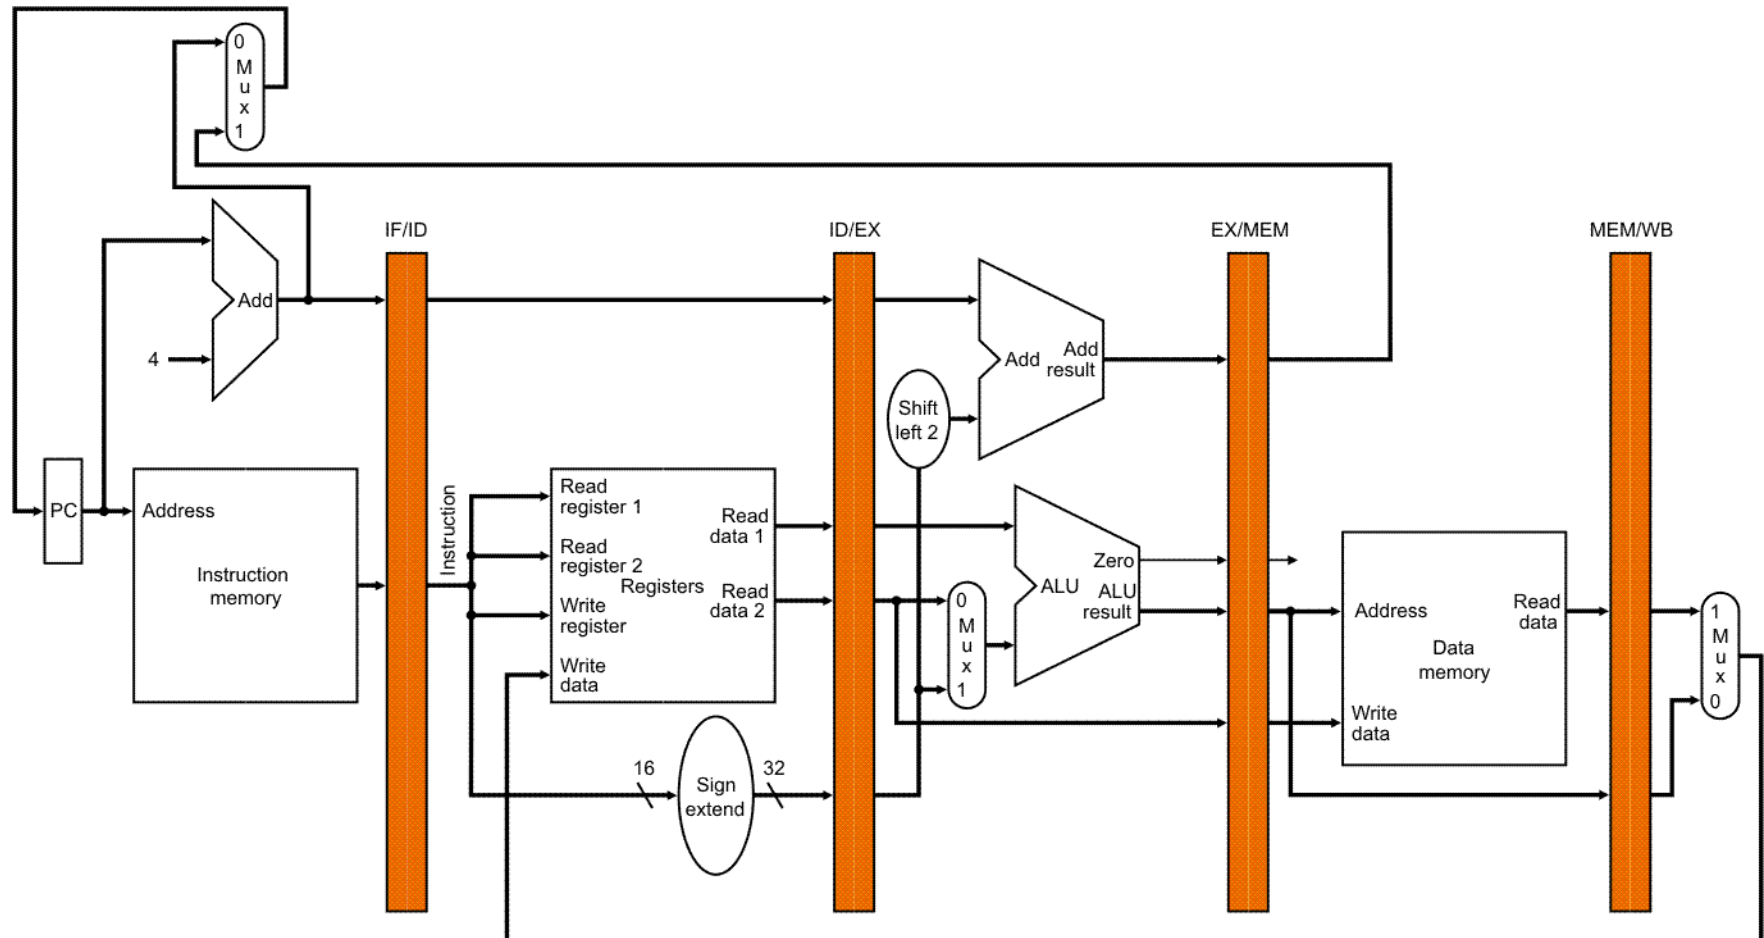 0
M
u
x
1
IF/ID
ID/EX
EX/MEM
MEM/WB
Add
4
Add
Add
result
Shift
left 2
PC
Address
Instruction
memory
Instruction
Read
register 1
Read
register 2
Registers
Write
register
Write
data
Read
data 1
Read
data 2
16
Sign
extend
32
0
M
u
x
1
Zero
ALU
ALU
result
Address
Read
data
Data
memory
Write
data
1
M
u
x
0